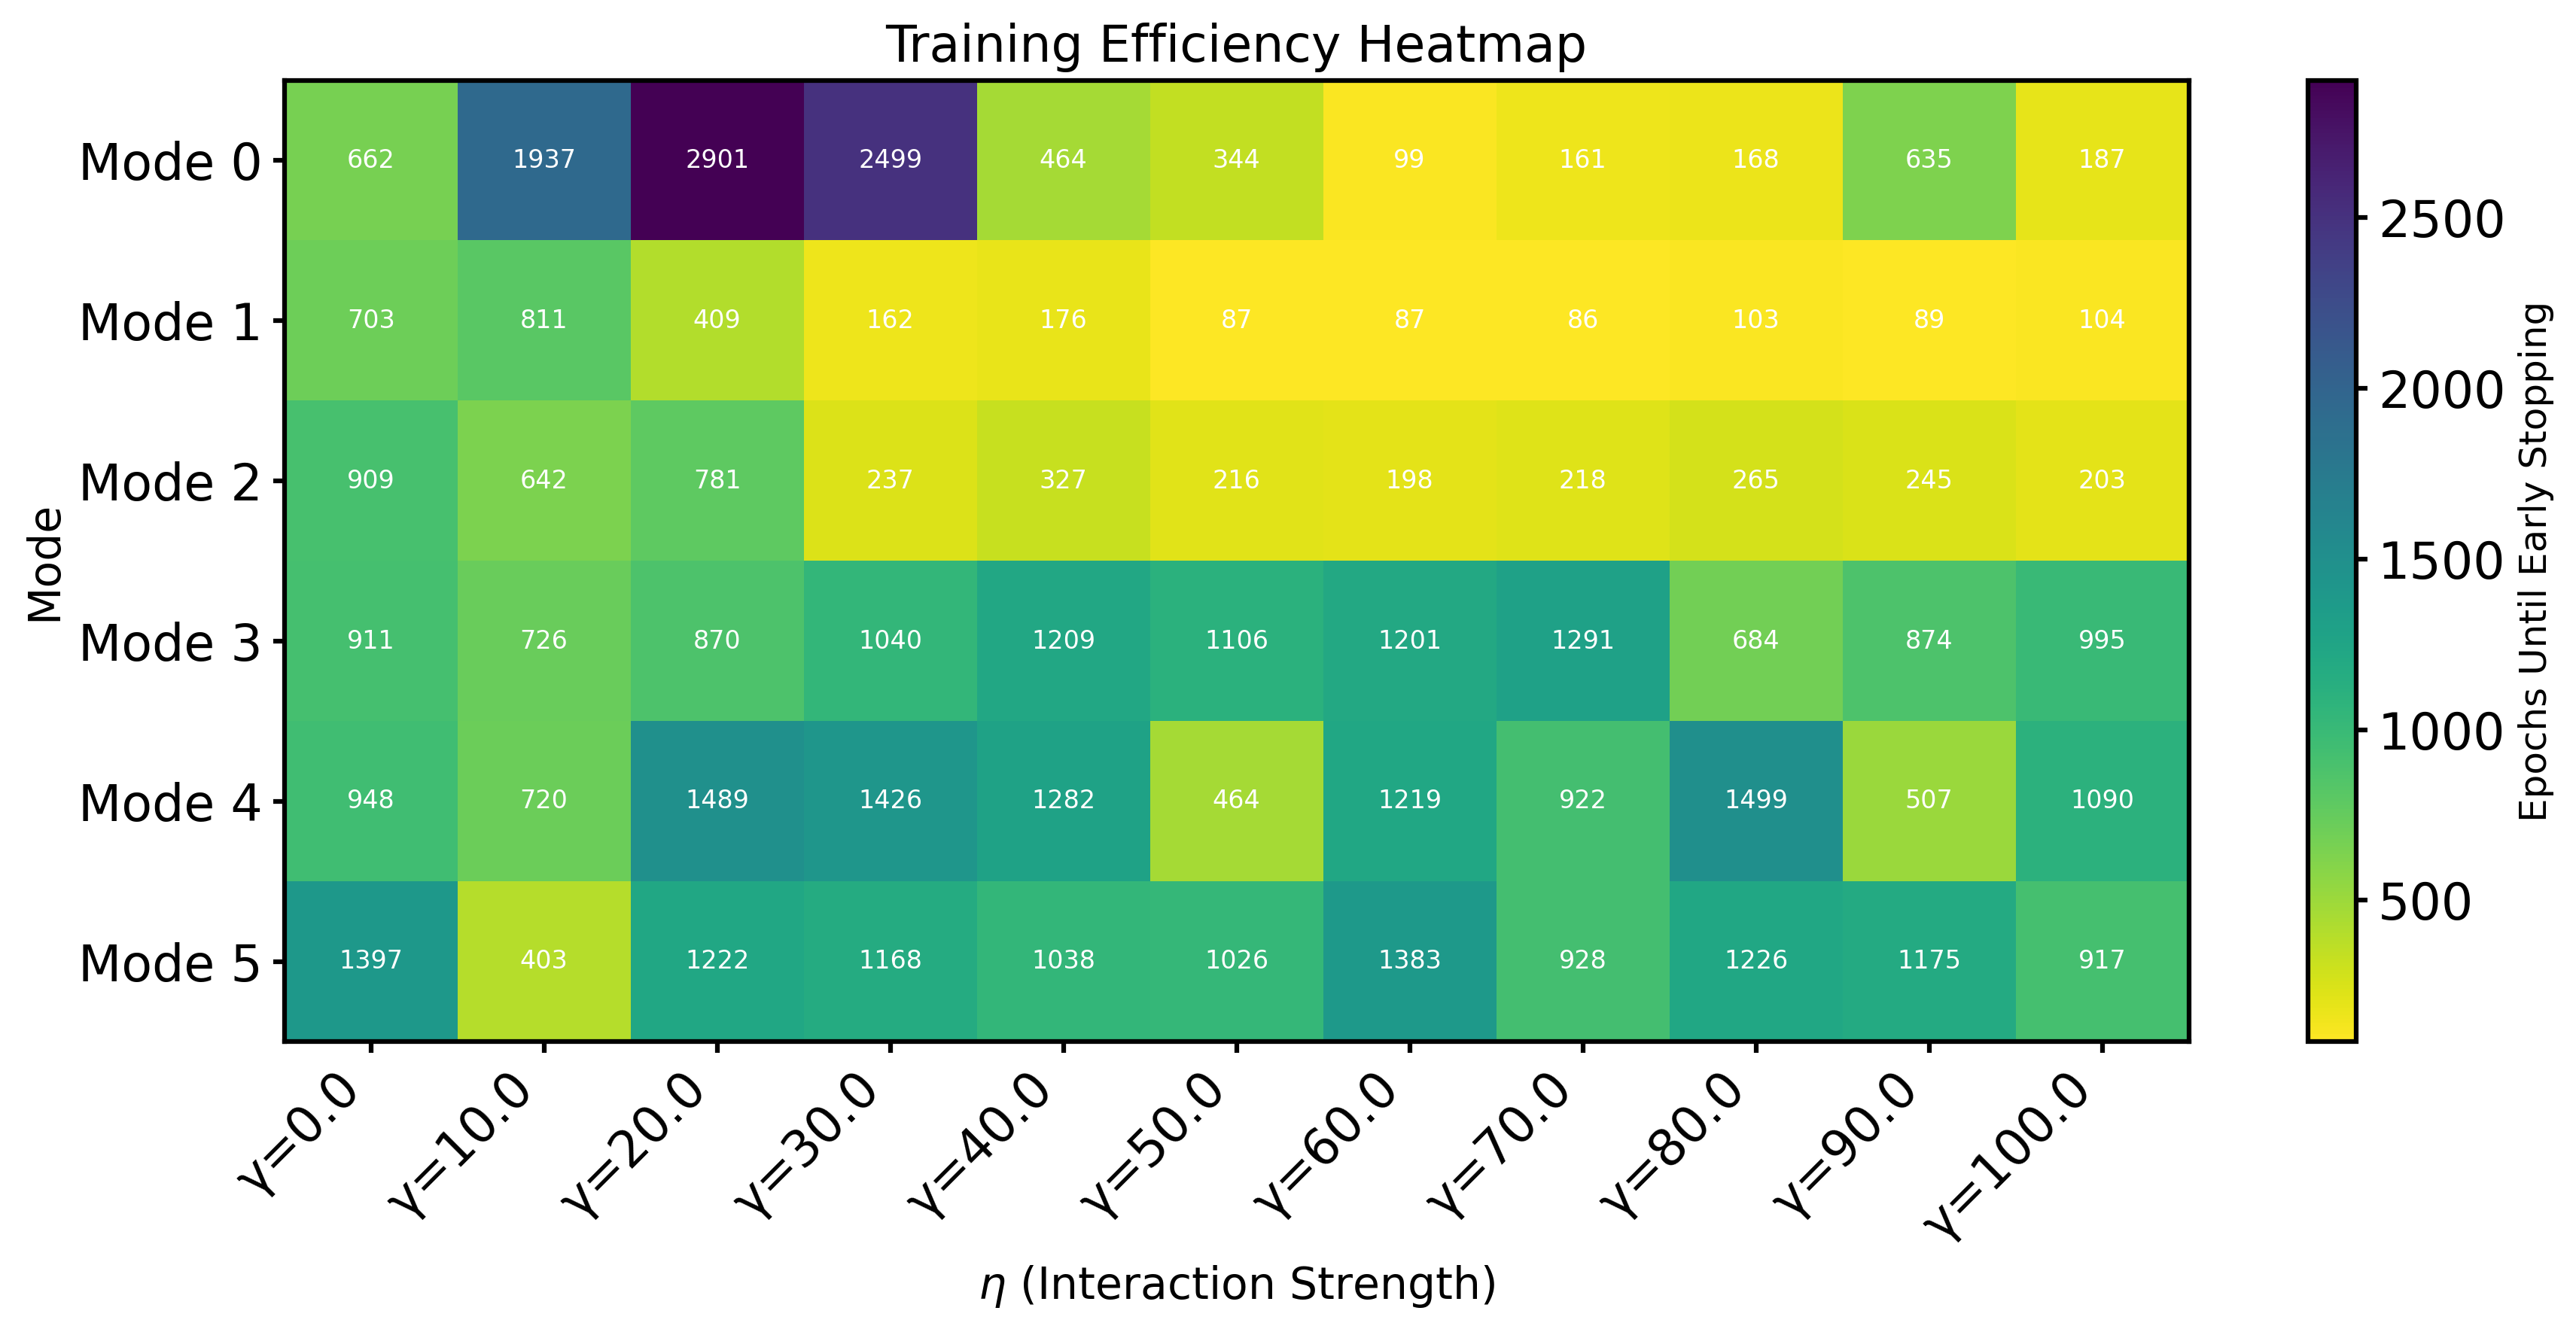 Training Efficiency Heatmap
Mode 0 662 1937 2901 2499 464 344 99 161 168 635 187
Mode 1 703 811 409 162 176 87 87 86 103 89 104
Mode 2 909 642 781 237 327 216 198 218 265 245 203
Mode 3 911 726 870 1040 1209 1106 1201 1291 684 874 995
Mode 4 948 720 1489 1426 1282 464 1219 922 1499 507 1090
Mode 5 1397 403 1222 1168 1038 1026 1383 928 1226 1175 917
Mode
γ=0.0 γ=10.0 γ=20.0 γ=30.0 γ=40.0 γ=50.0 γ=60.0 γ=70.0 γ=80.0 γ=90.0 γ=100.0
η (Interaction Strength)
2500
2000
1500
1000
500
Epochs Until Early Stopping